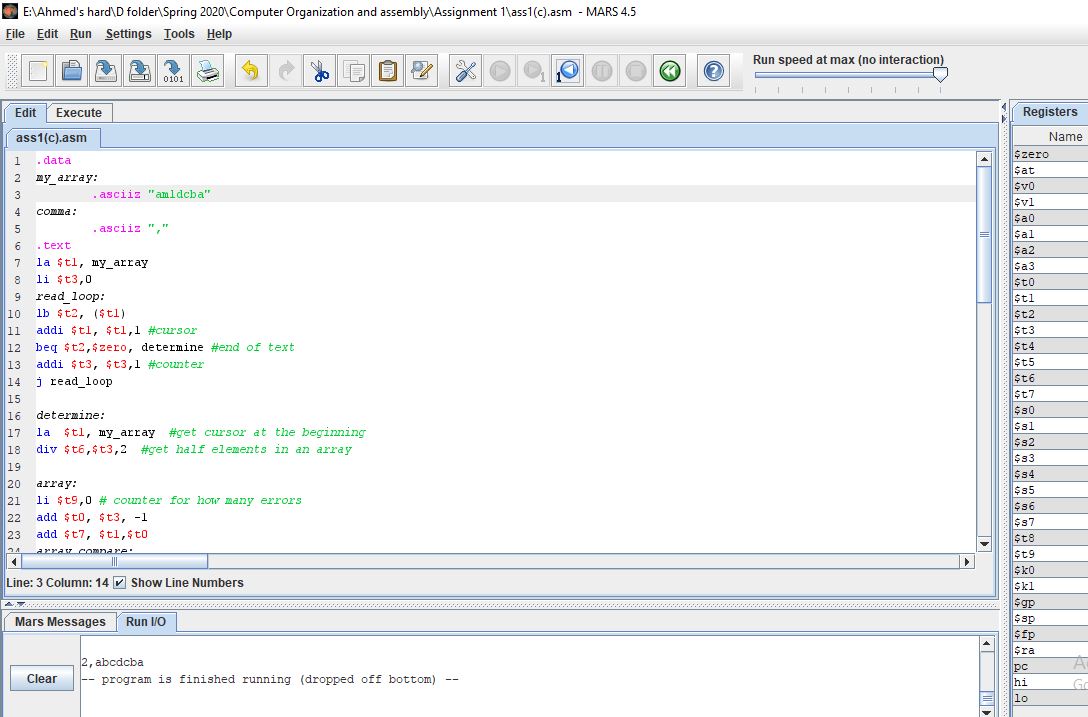 E:\Ahmed's hard\D folder\Spring 2020\Computer Organization and assembly\Assignment 1\ass1(c).asm - MARS 4.5
File Edit Run Settings Tools Help
Run speed at max (no interaction)
Edit Execute
ass1(c).asm
1 .data
2 my_array:
3 .asciiz "amldcba"
4 comma:
5 .asciiz ","
6 .text
7 la $t1, my_array
8 li $t3,0
9 read_loop:
10 lb $t2, ($t1)
11 addi $t1, $t1,1 #cursor
12 beq $t2,$zero, determine #end of text
13 addi $t3, $t3,1 #counter
14 j read_loop
15
16 determine:
17 la $t1, my_array #get cursor at the beginning
18 div $t6,$t3,2 #get half elements in an array
19
20 array:
21 li $t9,0 # counter for how many errors
22 add $t0, $t3, -1
23 add $t7, $t1,$t0
24 array_compare:
Line: 3 Column: 14 Show Line Numbers
Mars Messages Run I/O
Clear
2,abcdcba
-- program is finished running (dropped off bottom) --
Registers
Name
$zero
$at
$v0
$v1
$a0
$a1
$a2
$a3
$t0
$t1
$t2
$t3
$t4
$t5
$t6
$t7
$s0
$s1
$s2
$s3
$s4
$s5
$s6
$s7
$t8
$t9
$k0
$k1
$gp
$sp
$fp
$ra
pc
hi
lo